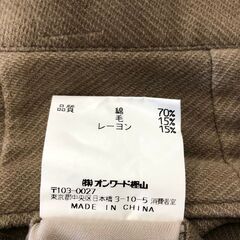 品質 綿 70%
毛 15%
レーヨン 15%
㈱オンワード樫山
〒103-0027
東京都中央区日本橋3-10-5 消費者室
MADE IN CHINA